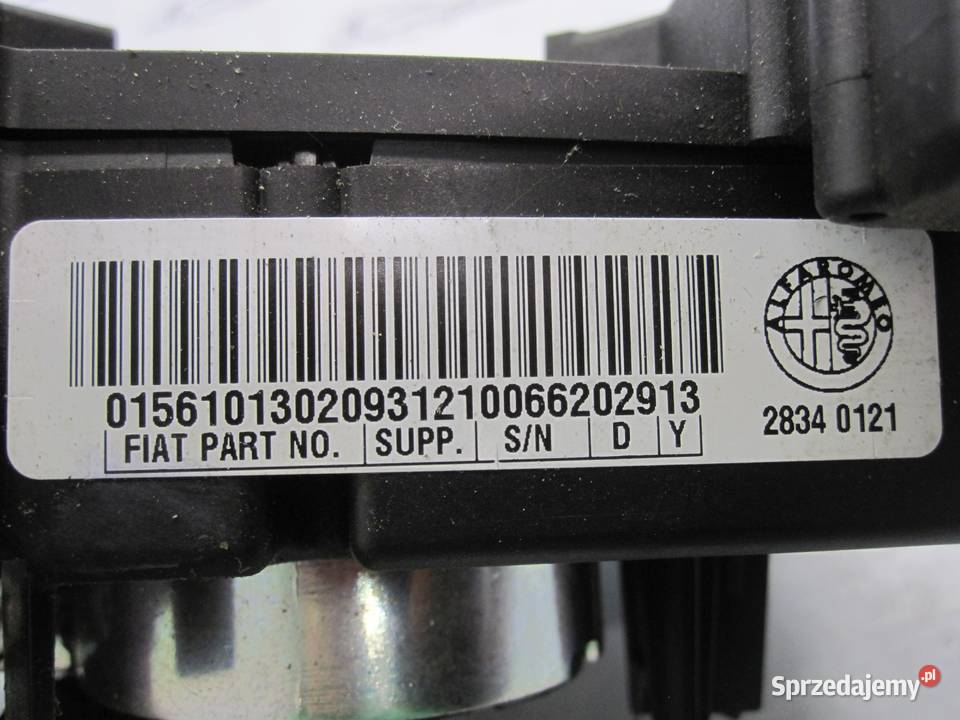 ALFA ROMEO
01561013020931210066202913
FIAT PART NO. SUPP. S/N D Y
2834 0121
Sprzedajemy.pl